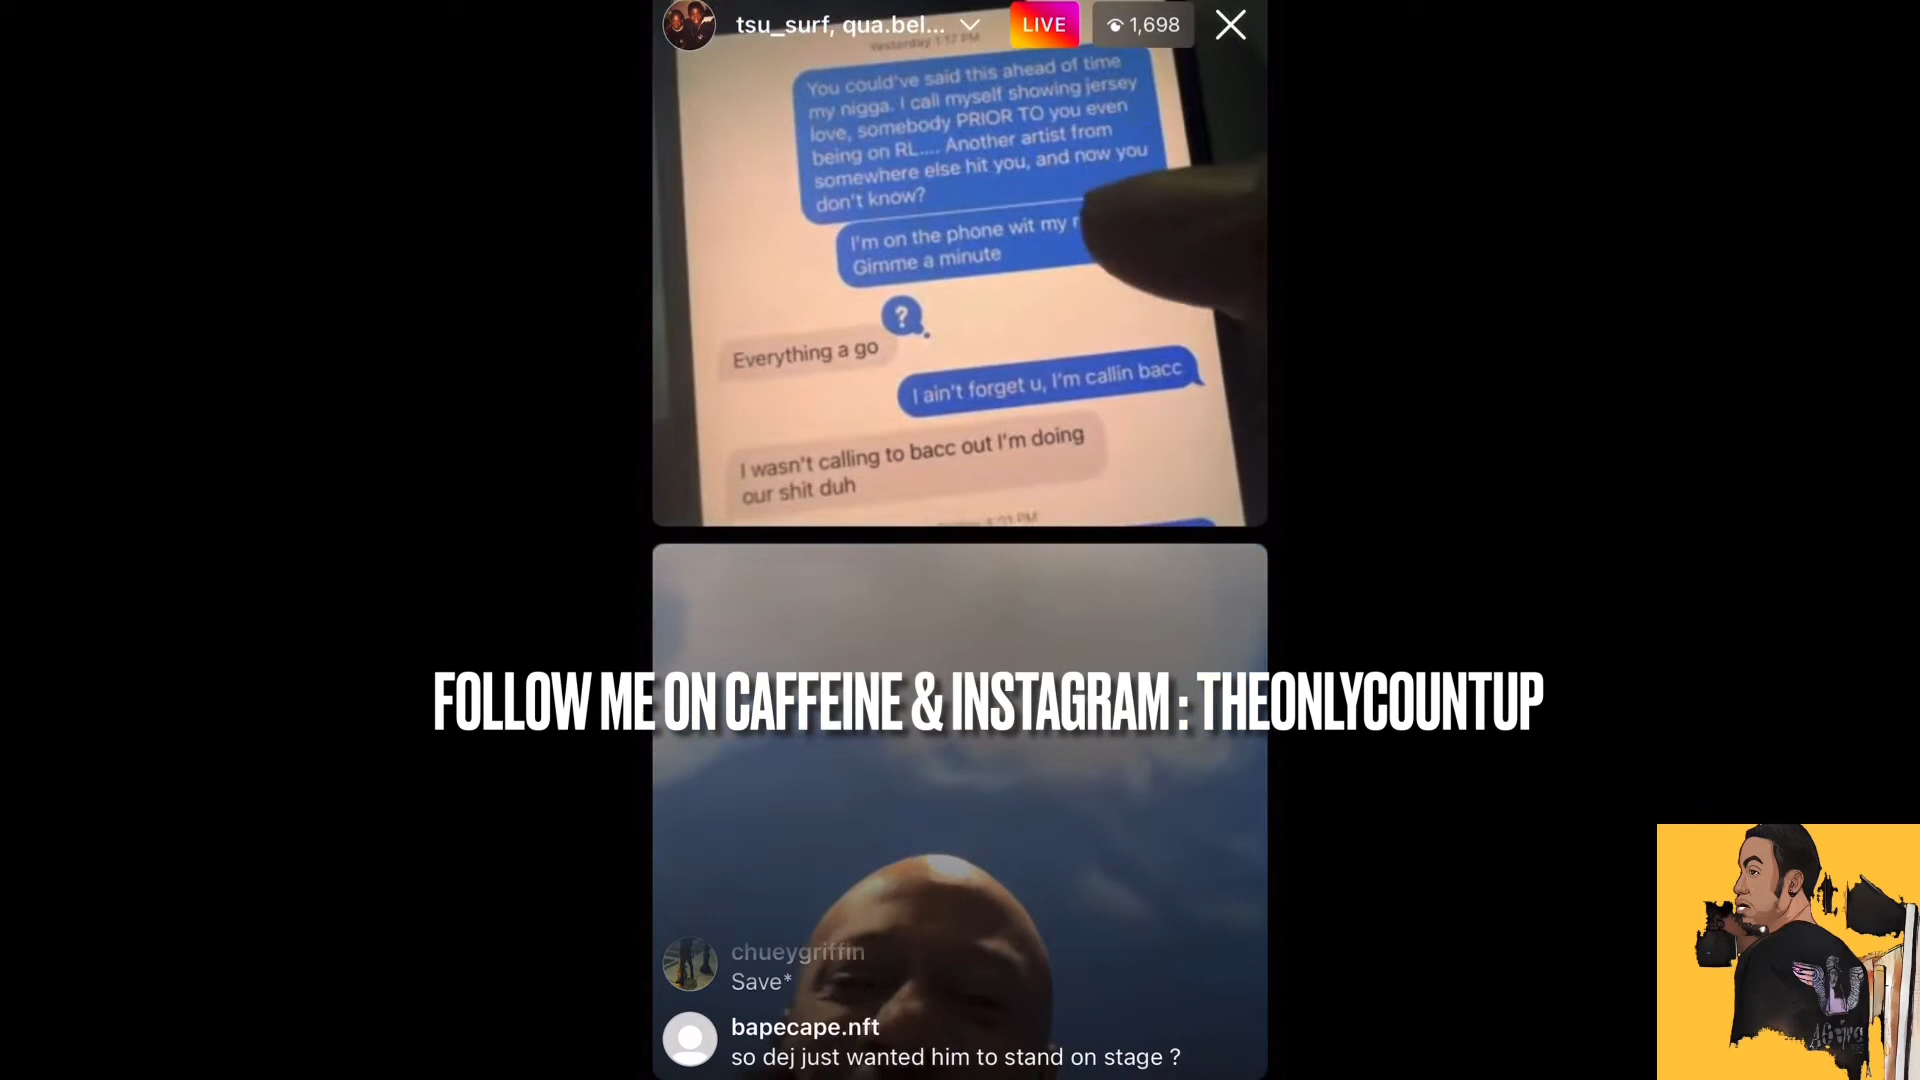 tsu_surf, qua.bel...
LIVE
1,698
Yesterday 1:17 PM
You could've said this ahead of time
my nigga. I call myself showing jersey
love, somebody PRIOR TO you even
being on RL.... Another artist from
somewhere else hit you, and now you
don't know?
I'm on the phone wit my
Gimme a minute
?
Everything a go
I ain't forget u, I'm callin bacc
I wasn't calling to bacc out I'm doing
our shit duh
FOLLOW ME ON CAFFEINE & INSTAGRAM : THEONLYCOUNTUP
chueygriffin
Save*
bapecape.nft
so dej just wanted him to stand on stage ?